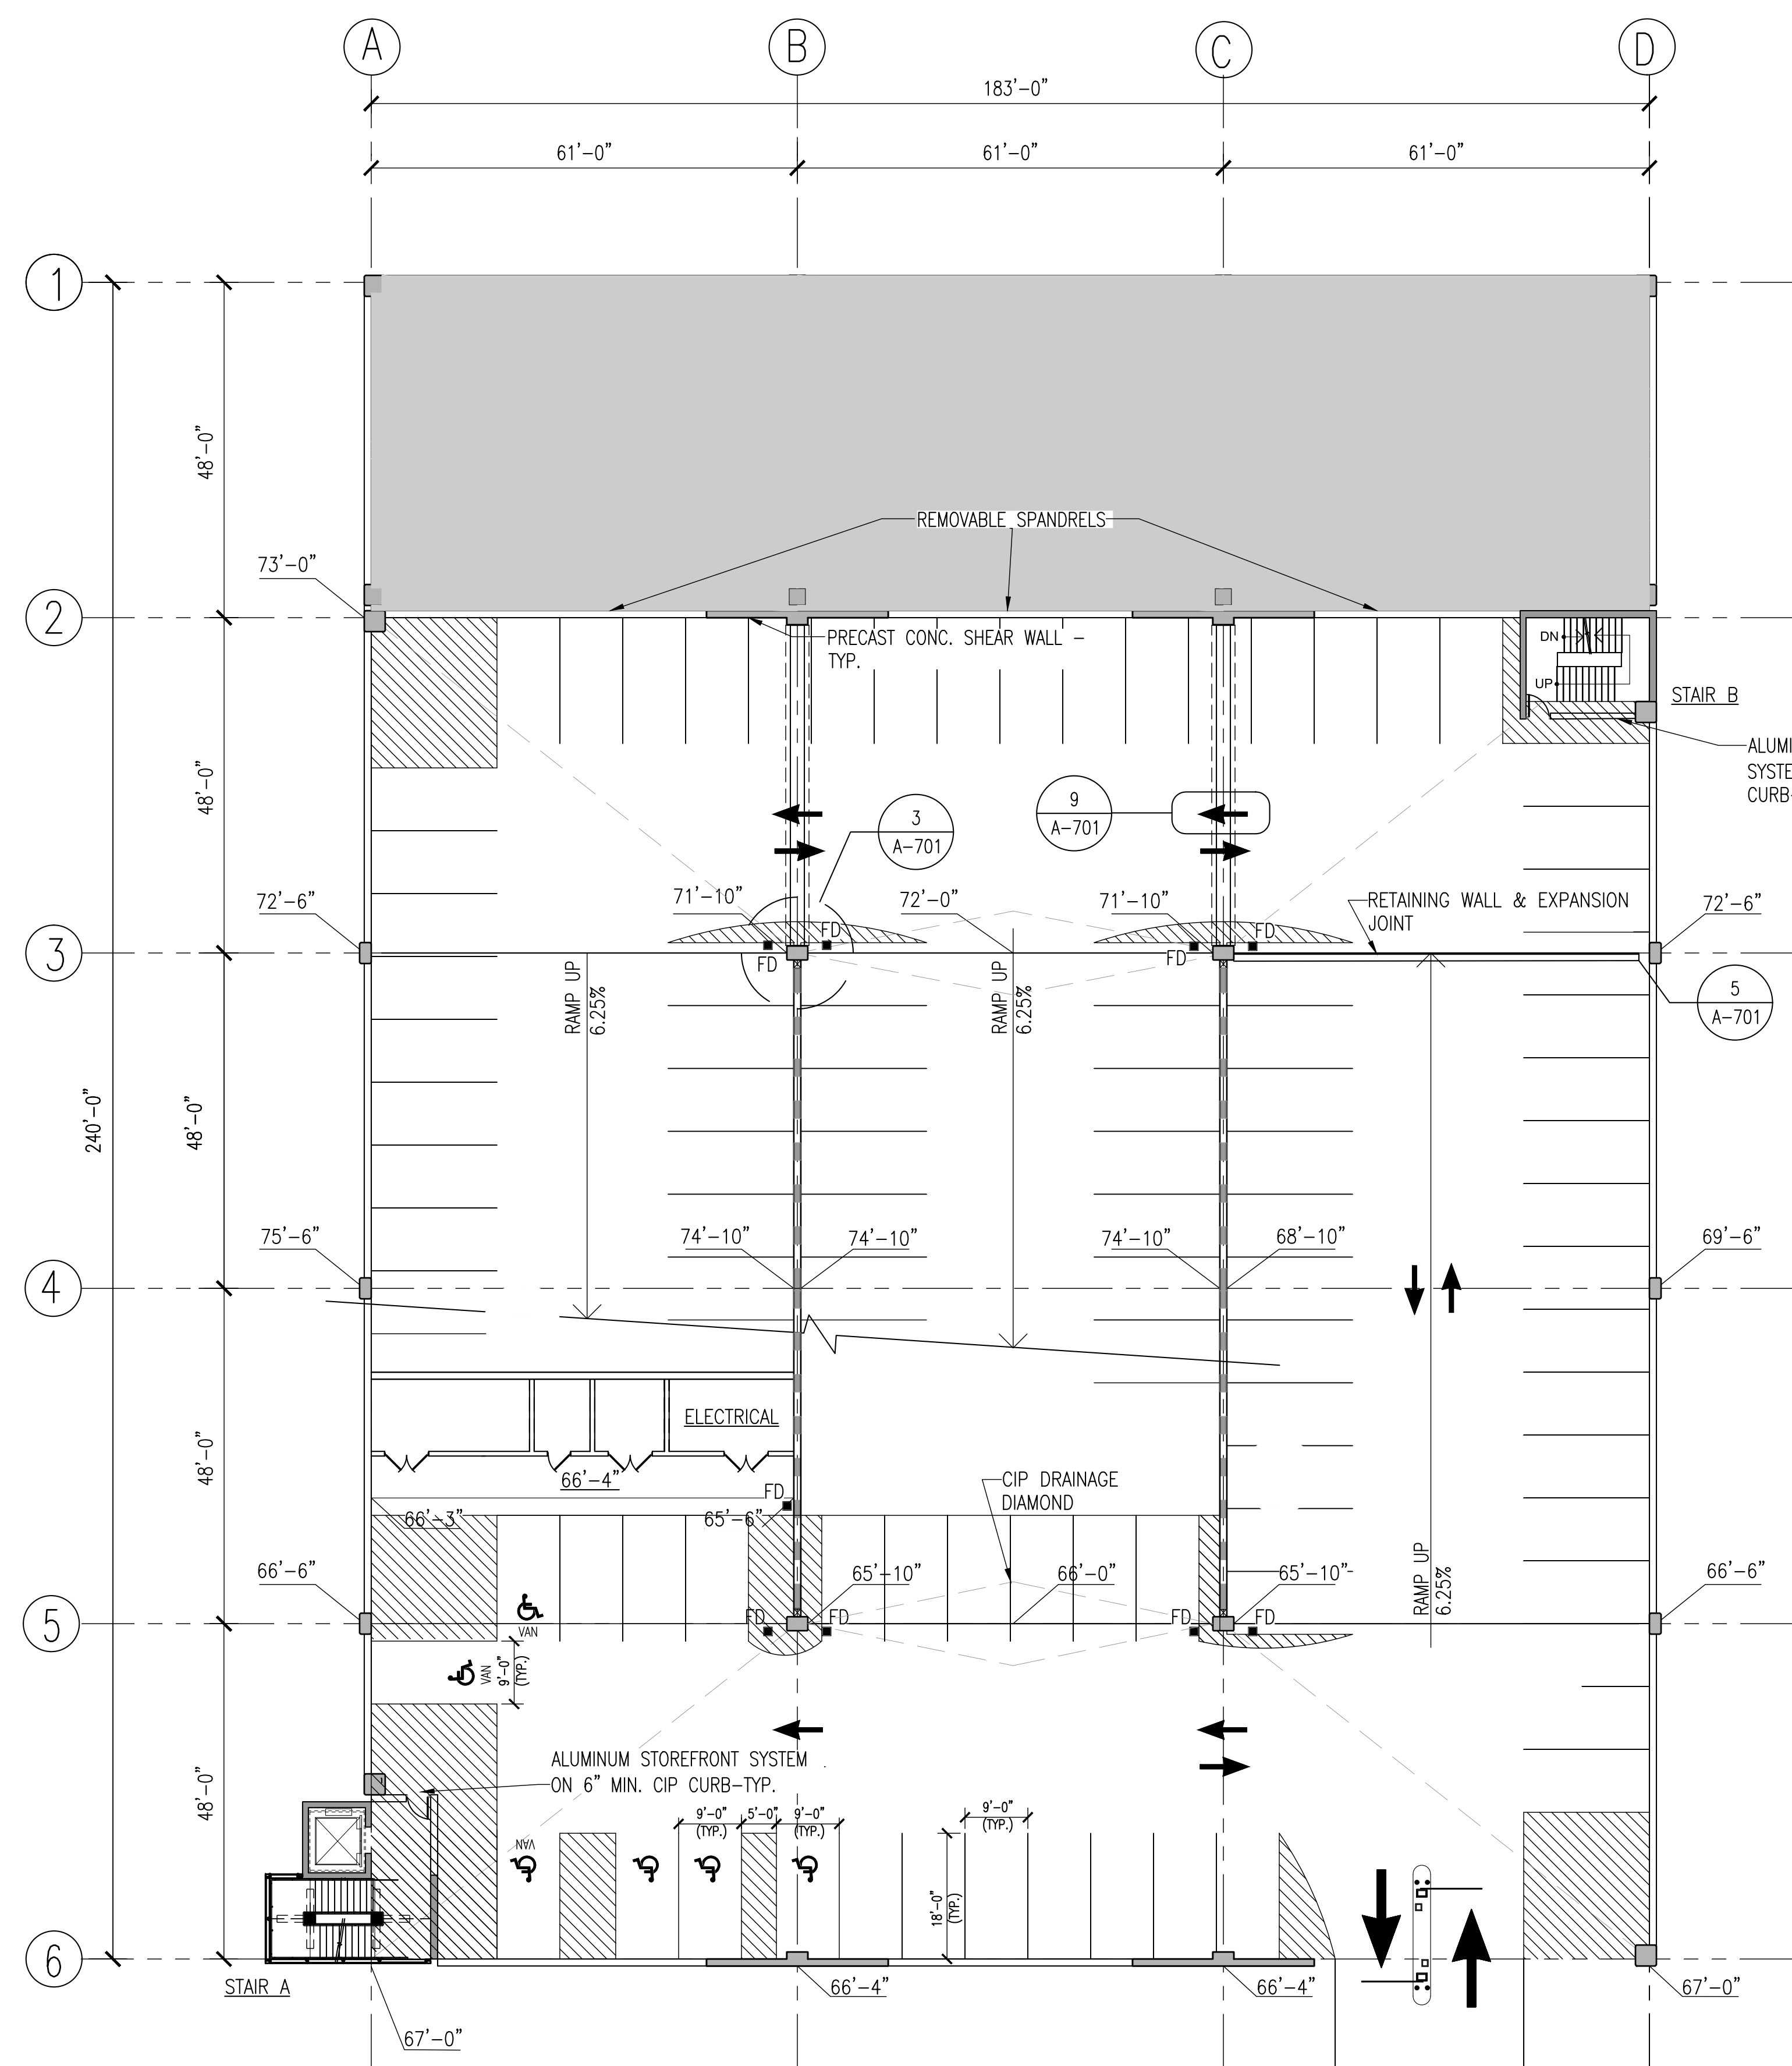 A
B
C
D
183'-0"
61'-0"
61'-0"
61'-0"
1
48'-0"
REMOVABLE SPANDRELS
73'-0"
2
PRECAST CONC. SHEAR WALL -
TYP.
DN
UP
STAIR B
ALUMI
SYSTE
CURB-
48'-0"
9
A-701
3
A-701
72'-6"
71'-10"
72'-0"
71'-10"
RETAINING WALL & EXPANSION
JOINT
72'-6"
FD
FD
3
FD
FD
RAMP UP
6.25%
RAMP UP
6.25%
5
A-701
240'-0"
48'-0"
75'-6"
74'-10"
74'-10"
74'-10"
68'-10"
69'-6"
4
ELECTRICAL
48'-0"
66'-4"
FD
CIP DRAINAGE
DIAMOND
66'-3"
65'-6"
66'-6"
65'-10"
66'-0"
65'-10"
RAMP UP
6.25%
66'-6"
5
VAN
FD
FD
FD
FD
VAN
9'-0"
(TYP.)
48'-0"
ALUMINUM STOREFRONT SYSTEM
ON 6" MIN. CIP CURB-TYP.
9'-0"
(TYP.)
5'-0"
9'-0"
(TYP.)
9'-0"
(TYP.)
VAN
18'-0"
(TYP.)
6
STAIR A
66'-4"
66'-4"
67'-0"
67'-0"